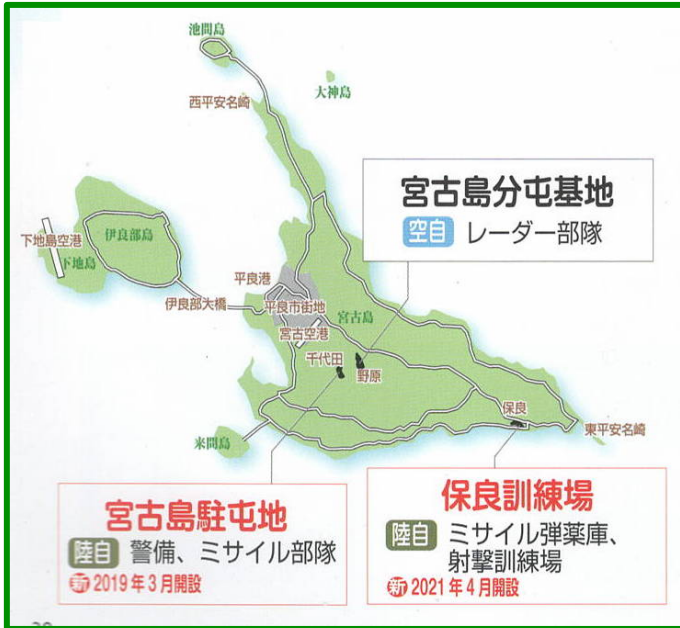 池間島
大神島
西平安名崎
宮古島分屯基地
空自 レーダー部隊
下地島空港
伊良部島
下地島
平良港
伊良部大橋
平良市街地
宮古島
宮古空港
千代田
野原
保良
東平安名崎
来間島
宮古島駐屯地
陸自 警備、ミサイル部隊
新 2019年3月開設
保良訓練場
陸自 ミサイル弾薬庫、
射撃訓練場
新 2021年4月開設